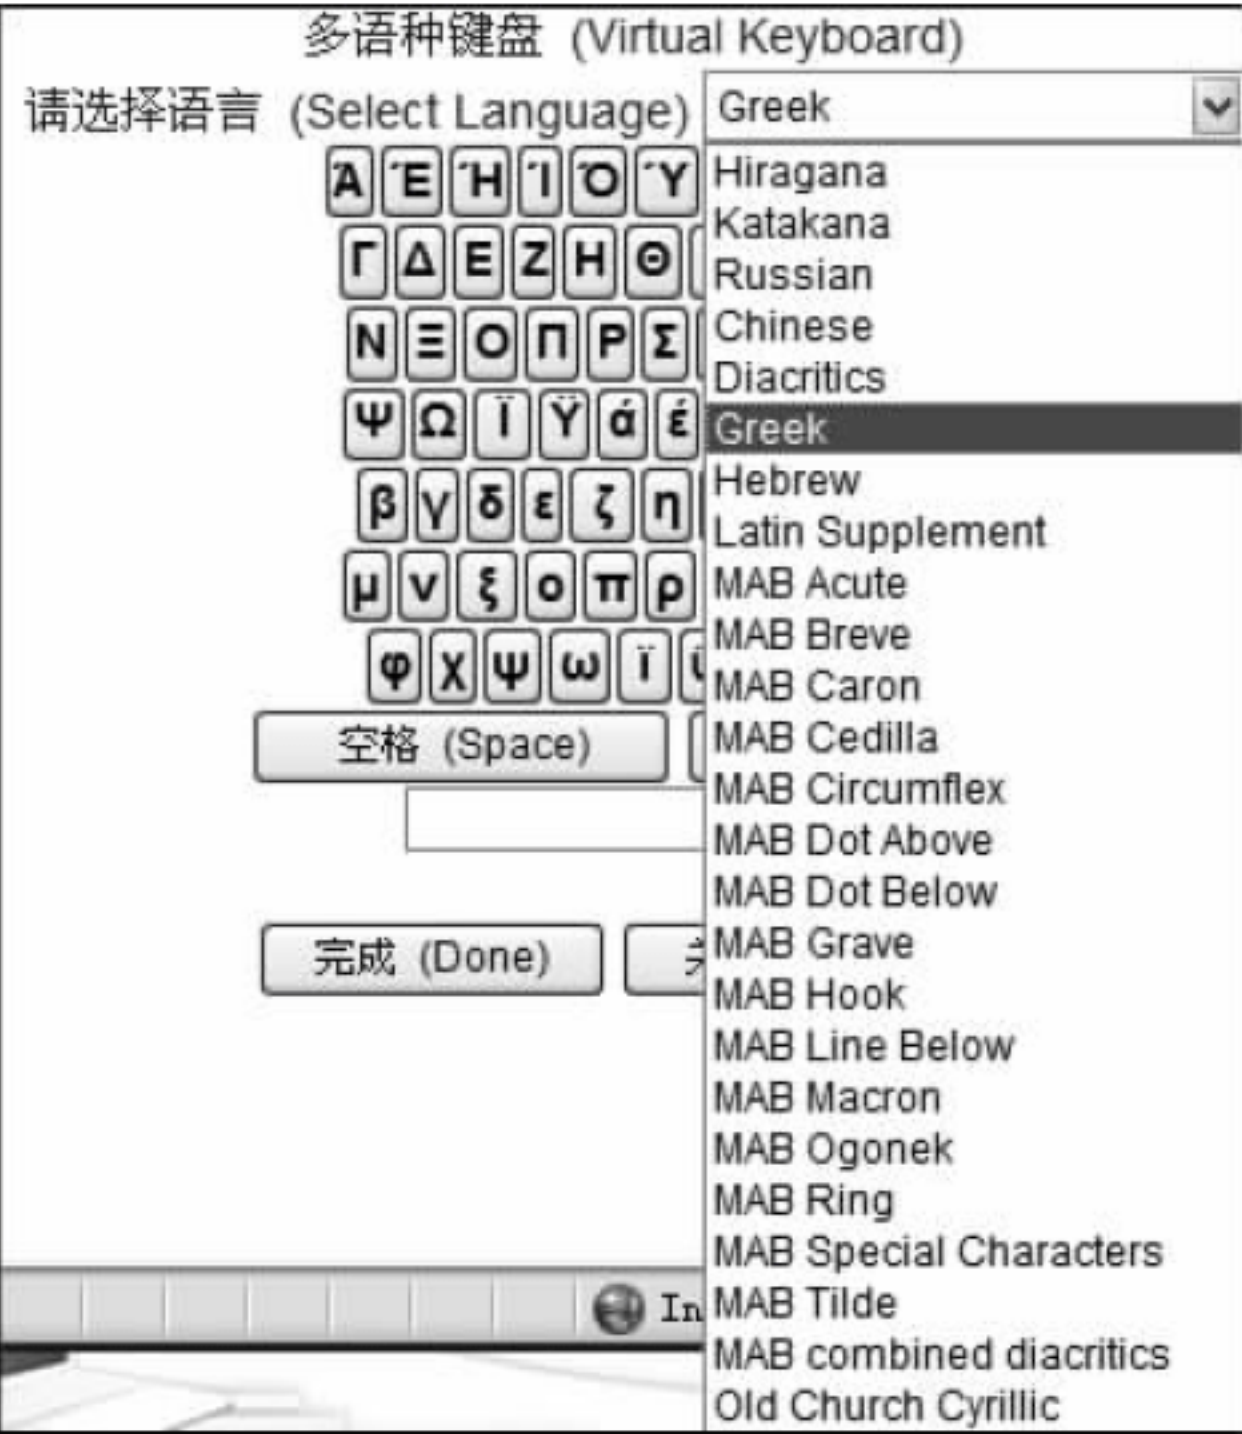 多语种键盘 (Virtual Keyboard)
请选择语言 (Select Language) Greek
Ά Έ Ή Ί Ό Ύ
Γ Δ Ε Ζ Η Θ
Ν Ξ Ο Π Ρ Σ
Ψ Ω Ϊ Ϋ ά έ
β γ δ ε ζ η
μ ν ξ ο π ρ
φ χ ψ ω ϊ
空格 (Space)
完成 (Done)
Hiragana
Katakana
Russian
Chinese
Diacritics
Greek
Hebrew
Latin Supplement
MAB Acute
MAB Breve
MAB Caron
MAB Cedilla
MAB Circumflex
MAB Dot Above
MAB Dot Below
MAB Grave
MAB Hook
MAB Line Below
MAB Macron
MAB Ogonek
MAB Ring
MAB Special Characters
MAB Tilde
MAB combined diacritics
Old Church Cyrillic
In